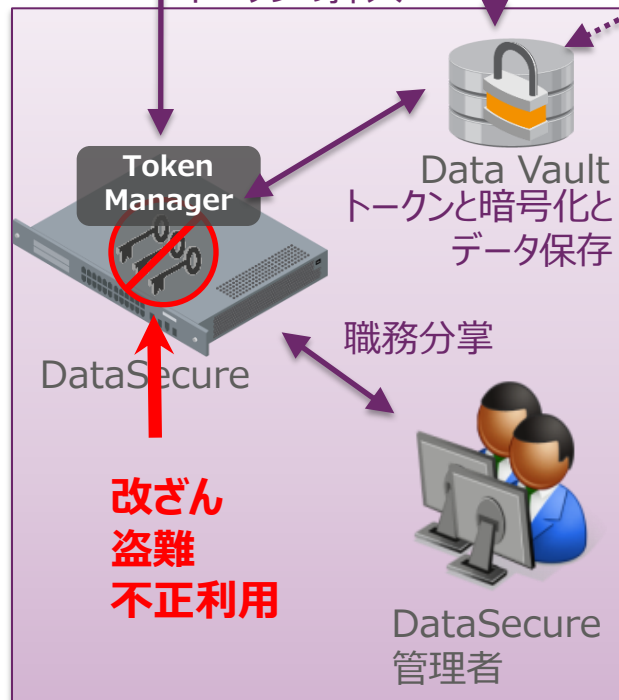 Token
Manager
Data Vault
トークンと暗号化と
データ保存
職務分掌
DataSecure
改ざん
盗難
不正利用
DataSecure
管理者